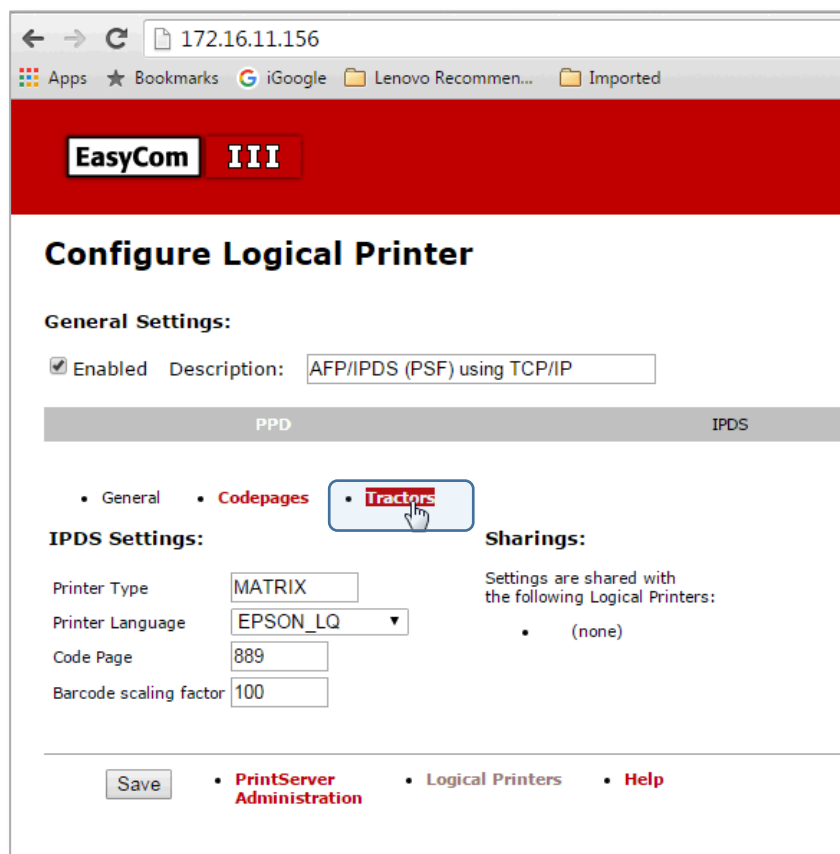 172.16.11.156
Apps Bookmarks iGoogle Lenovo Recommen... Imported
EasyCom III
Configure Logical Printer
General Settings:
Enabled Description: AFP/IPDS (PSF) using TCP/IP
PPD IPDS
• General • Codepages • Tractors
IPDS Settings: Sharings:
Printer Type MATRIX Settings are shared with
the following Logical Printers:
Printer Language EPSON_LQ • (none)
Code Page 889
Barcode scaling factor 100
Save • PrintServer • Logical Printers • Help
Administration